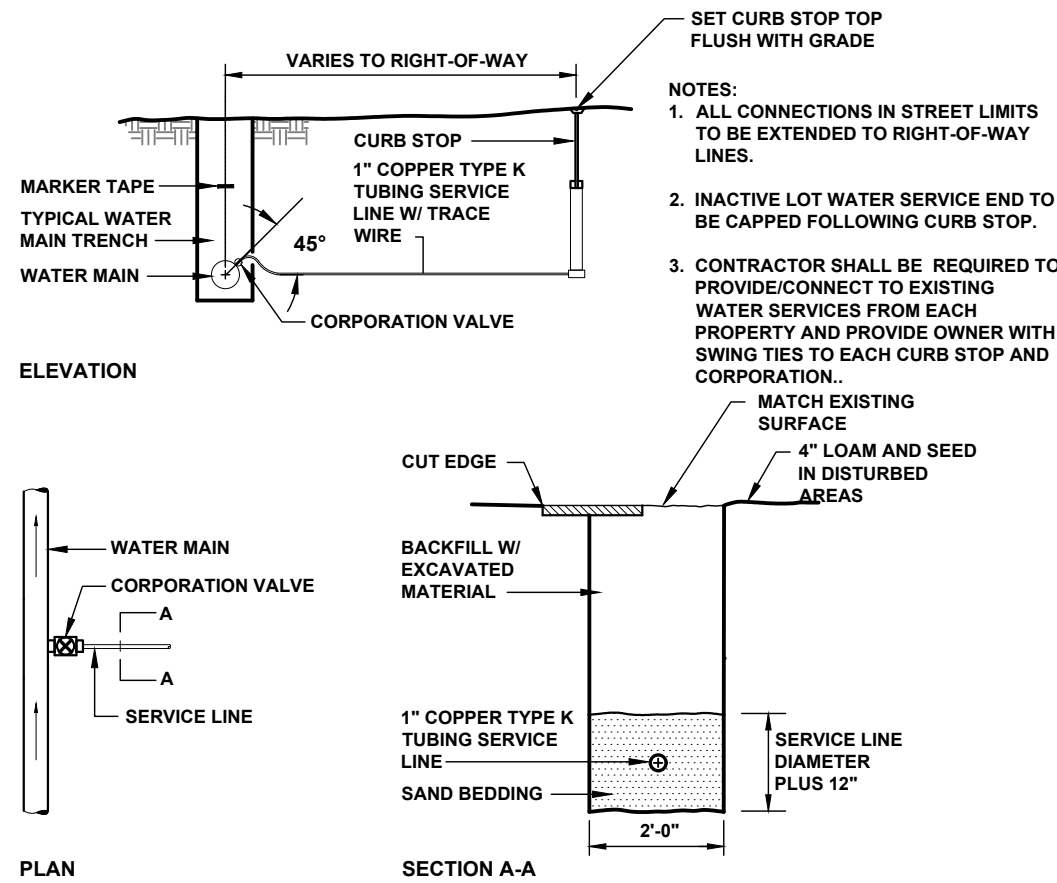 SET CURB STOP TOP
FLUSH WITH GRADE
VARIES TO RIGHT-OF-WAY
CURB STOP
1" COPPER TYPE K
TUBING SERVICE
LINE W/ TRACE
WIRE
MARKER TAPE
TYPICAL WATER
MAIN TRENCH
WATER MAIN
45°
CORPORATION VALVE
ELEVATION
NOTES:
1. ALL CONNECTIONS IN STREET LIMITS
TO BE EXTENDED TO RIGHT-OF-WAY
LINES.
2. INACTIVE LOT WATER SERVICE END TO
BE CAPPED FOLLOWING CURB STOP.
3. CONTRACTOR SHALL BE REQUIRED TO
PROVIDE/CONNECT TO EXISTING
WATER SERVICES FROM EACH
PROPERTY AND PROVIDE OWNER WITH
SWING TIES TO EACH CURB STOP AND
CORPORATION..
WATER MAIN
CORPORATION VALVE
A
A
SERVICE LINE
PLAN
MATCH EXISTING
SURFACE
4" LOAM AND SEED
IN DISTURBED
AREAS
CUT EDGE
BACKFILL W/
EXCAVATED
MATERIAL
1" COPPER TYPE K
TUBING SERVICE
LINE
SAND BEDDING
SERVICE LINE
DIAMETER
PLUS 12"
2'-0"
SECTION A-A